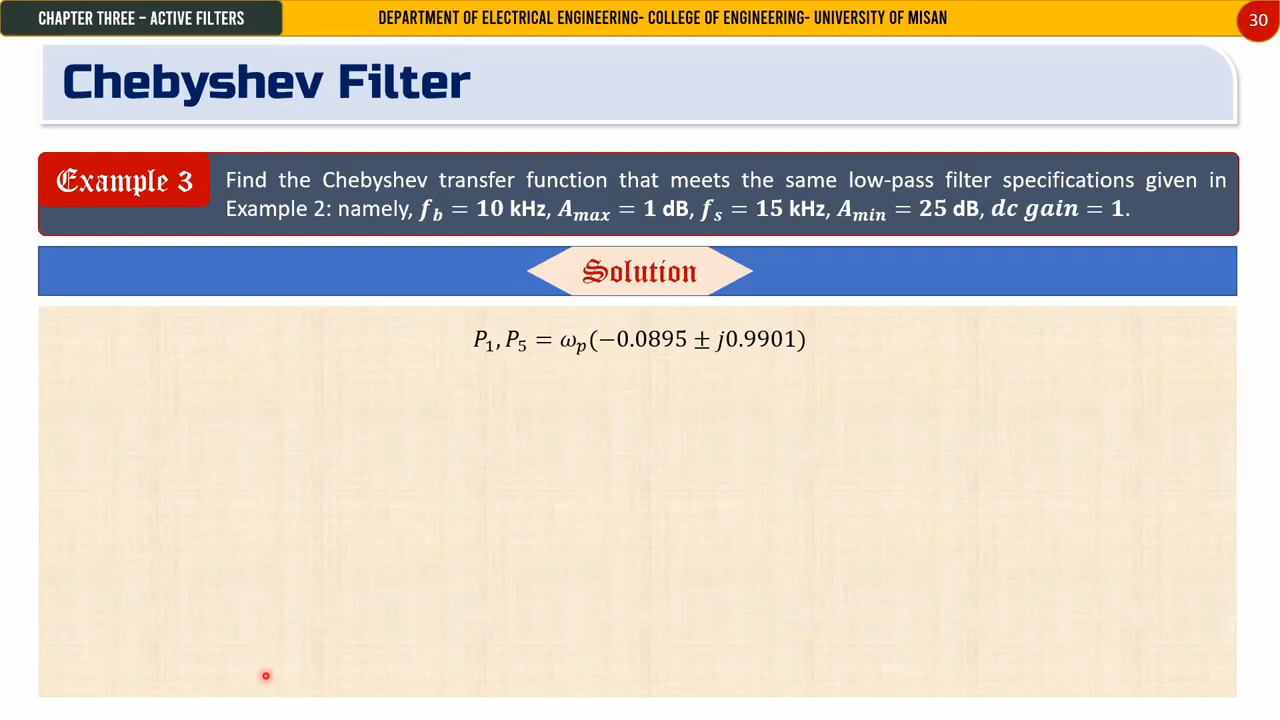 CHAPTER THREE – ACTIVE FILTERS
DEPARTMENT OF ELECTRICAL ENGINEERING- COLLEGE OF ENGINEERING- UNIVERSITY OF MISAN
30
Chebyshev Filter
Example 3
Find the Chebyshev transfer function that meets the same low-pass filter specifications given in
Example 2: namely, f_b = 10 kHz, A_max = 1 dB, f_s = 15 kHz, A_min = 25 dB, dc gain = 1.
Solution
P_1, P_5 = ω_p(−0.0895 ± j0.9901)